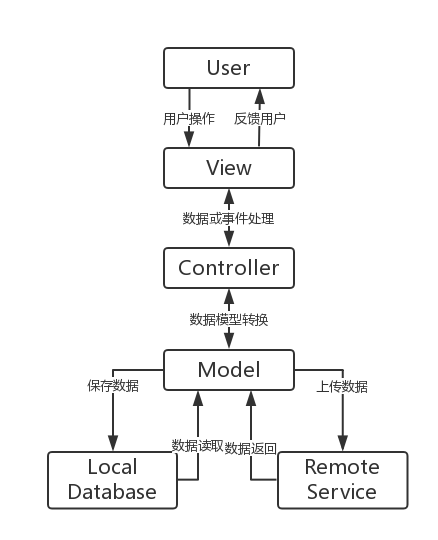 User
用户操作
反馈用户
View
数据或事件处理
Controller
数据模型转换
Model
保存数据
上传数据
数据读取
数据返回
Local
Database
Remote
Service